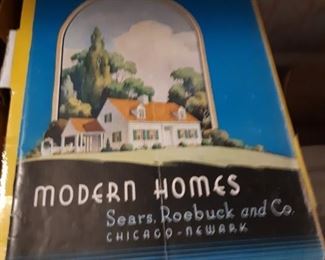 MODERN HOMES
Sears, Roebuck and Co.
CHICAGO-NEWARK